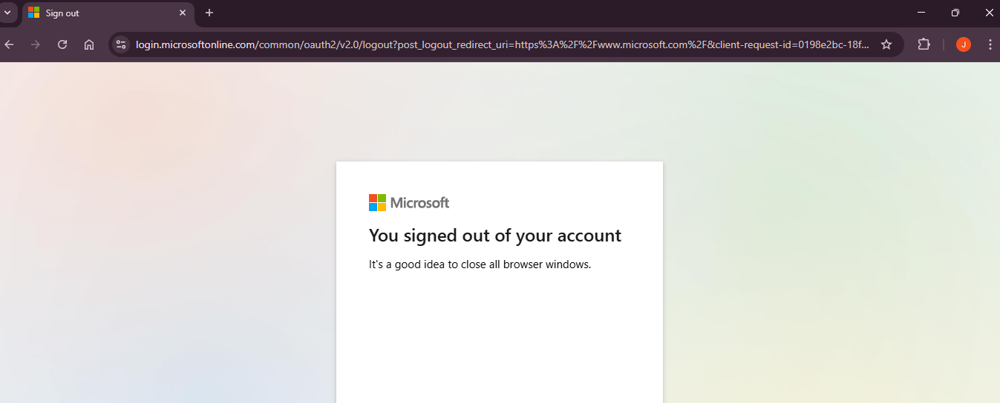 Sign out
login.microsoftonline.com/common/oauth2/v2.0/logout?post_logout_redirect_uri=https%3A%2F%2Fwww.microsoft.com%2F&client-request-id=0198e2bc-18f...
J
Microsoft
You signed out of your account
It's a good idea to close all browser windows.